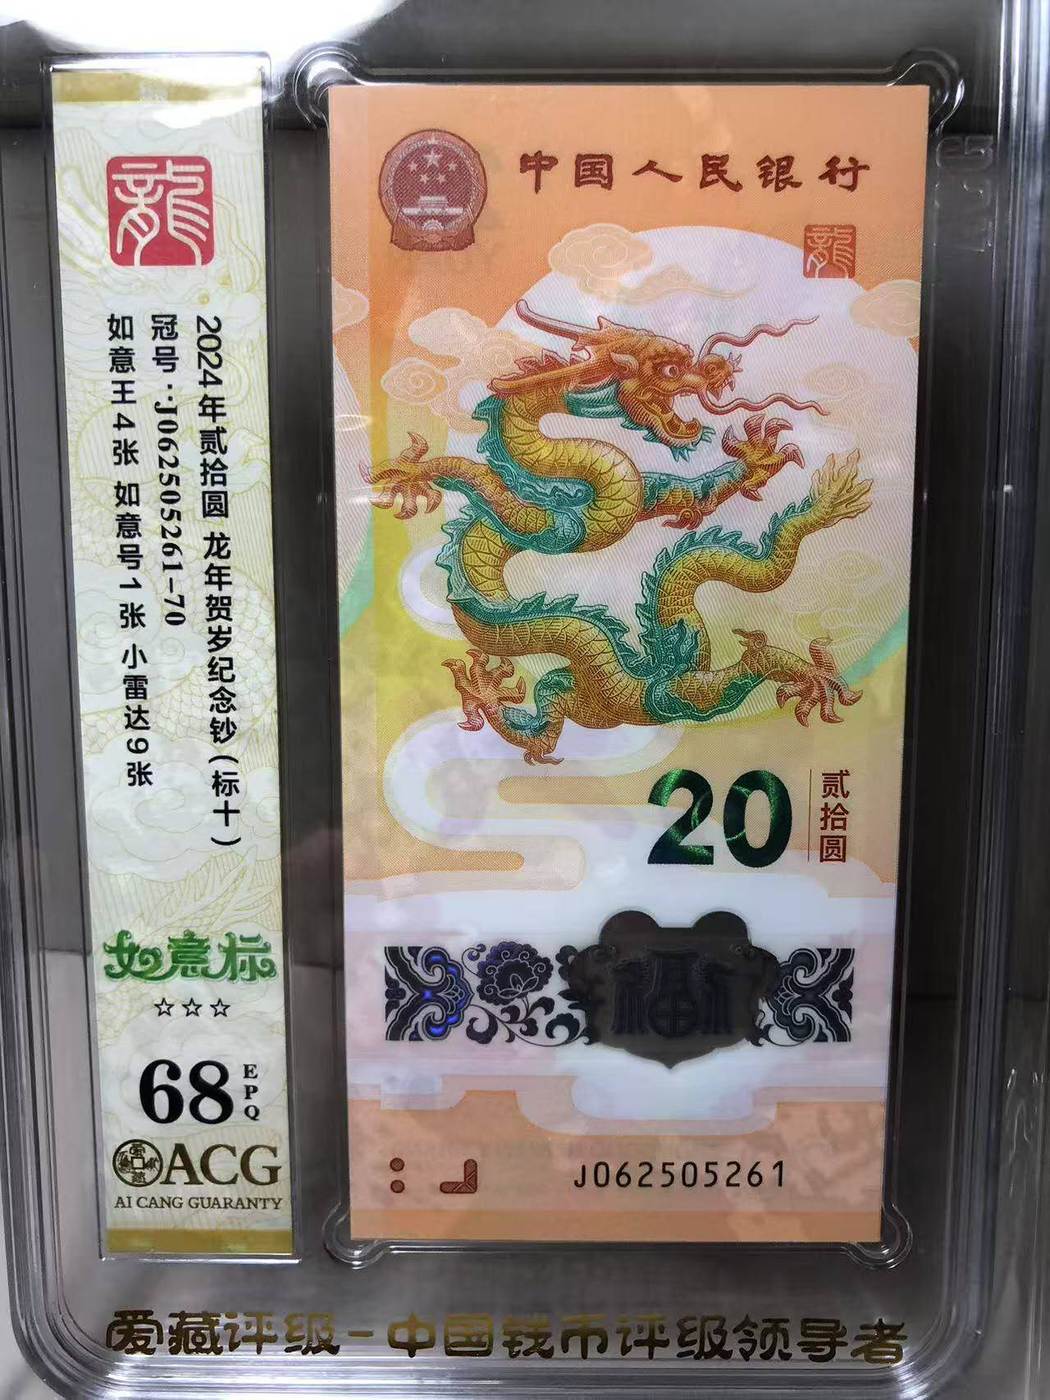 龍
2024年贰拾圆 龙年贺岁纪念钞(标十)
冠号:J062505261-70
如意王4张 如意号1张 小雷达9张
如意标
☆☆☆
68 EPQ
ACG
AI CANG GUARANTY
中国人民银行
龍
20
贰拾圆
福
J062505261
爱藏评级-中国钱币评级领导者